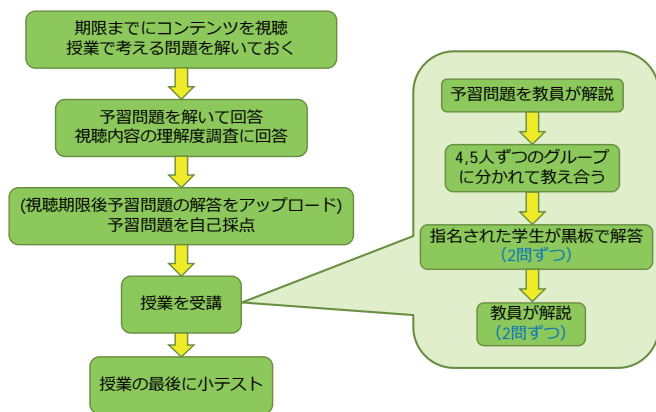 期限までにコンテンツを視聴
授業で考える問題を解いておく
予習問題を解いて回答
視聴内容の理解度調査に回答
(視聴期限後予習問題の解答をアップロード)
予習問題を自己採点
授業を受講
授業の最後に小テスト
予習問題を教員が解説
4,5人ずつのグループ
に分かれて教え合う
指名された学生が黒板で解答
（2問ずつ）
教員が解説
（2問ずつ）